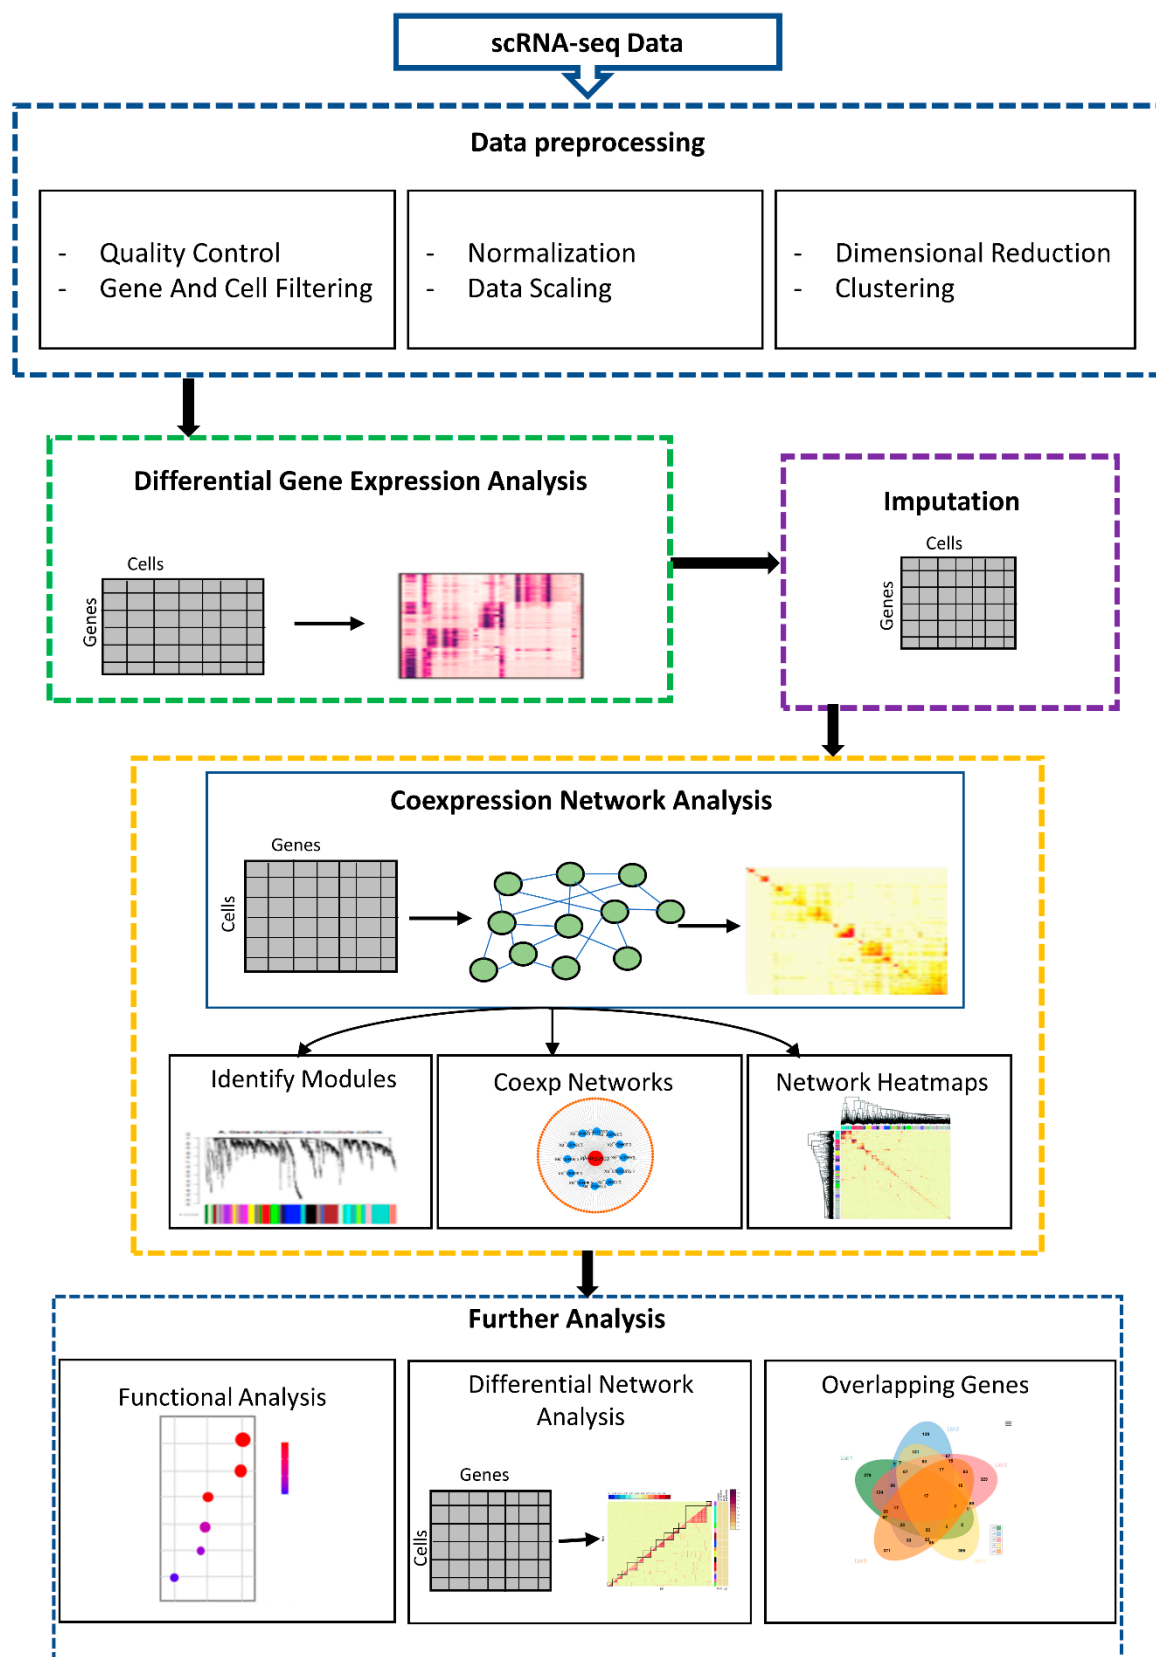 scRNA-seq Data
Data preprocessing
- Quality Control
- Gene And Cell Filtering
- Normalization
- Data Scaling
- Dimensional Reduction
- Clustering
Differential Gene Expression Analysis
Cells
Genes
Imputation
Cells
Genes
Coexpression Network Analysis
Genes
Cells
Identify Modules
Coexp Networks
Network Heatmaps
Further Analysis
Functional Analysis
Differential Network
Analysis
Genes
Cells
Overlapping Genes